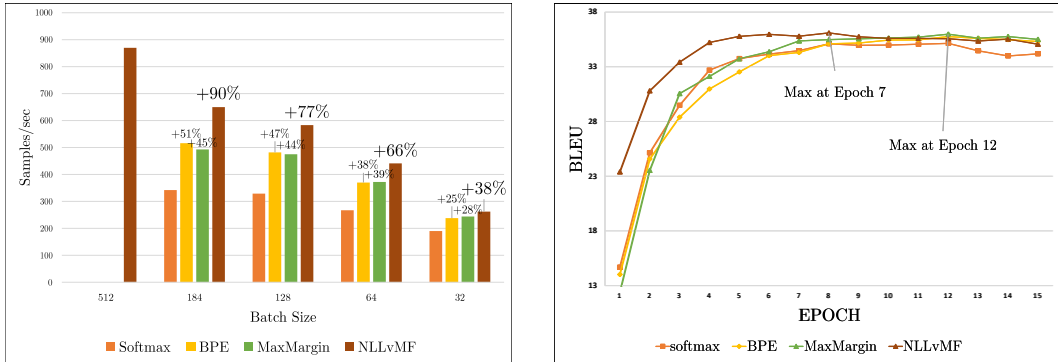 1000
900
800
700
600
500
400
300
200
100
0
Samples/sec
+90%
+51%
+45%
+77%
+47%
+44%
+66%
+38%
+39%
+38%
+25%
+28%
512 184 128 64 32
Batch Size
Softmax BPE MaxMargin NLLvMF
38
33
28
23
18
13
BLEU
Max at Epoch 7
Max at Epoch 12
1 2 3 4 5 6 7 8 9 10 11 12 13 14 15
EPOCH
softmax BPE MaxMargin NLLvMF